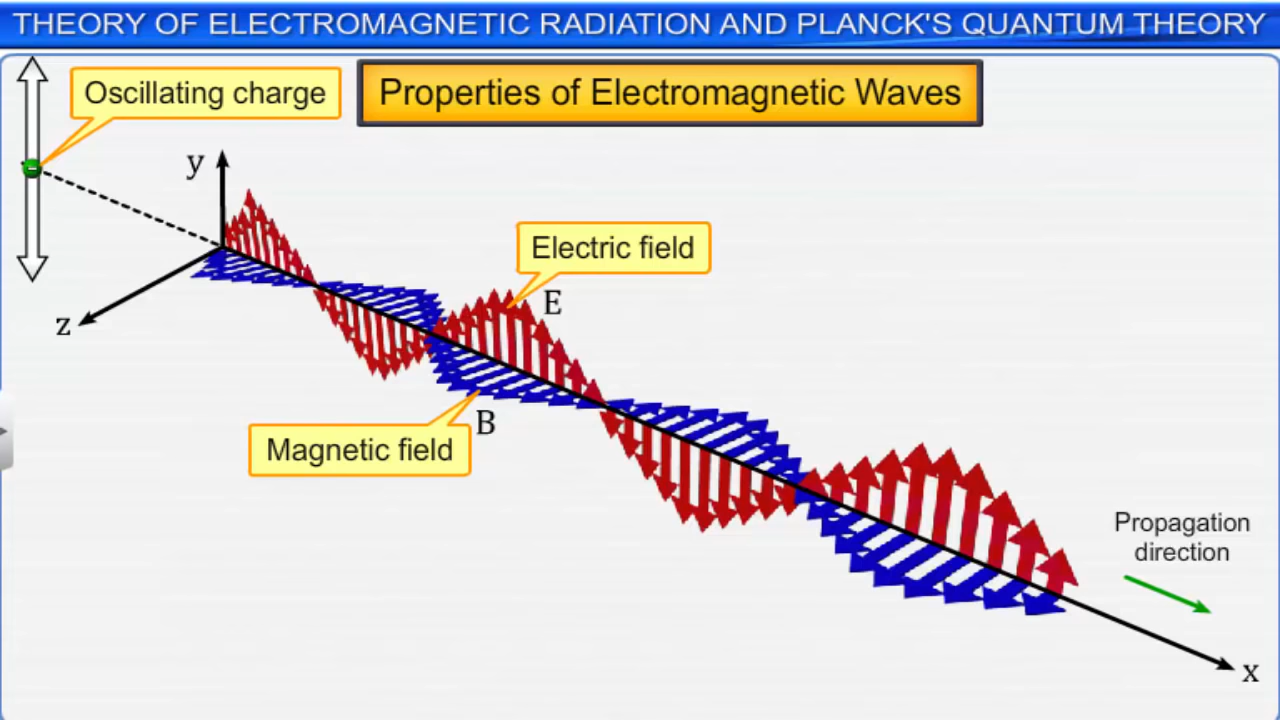 THEORY OF ELECTROMAGNETIC RADIATION AND PLANCK'S QUANTUM THEORY
Oscillating charge
Properties of Electromagnetic Waves
y
Electric field
E
z
B
Magnetic field
Propagation
direction
x